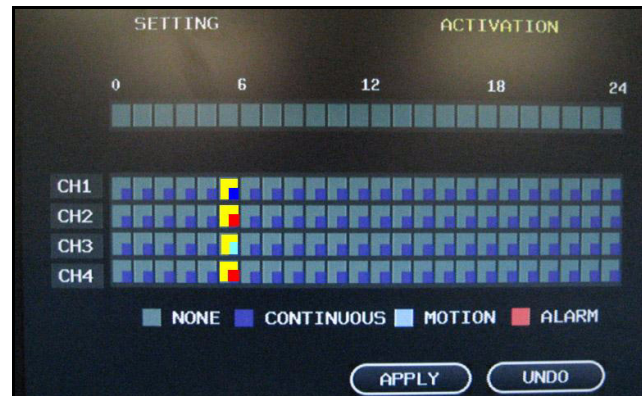 SETTING ACTIVATION
0 6 12 18 24
CH1
CH2
CH3
CH4
NONE CONTINUOUS MOTION ALARM
APPLY UNDO